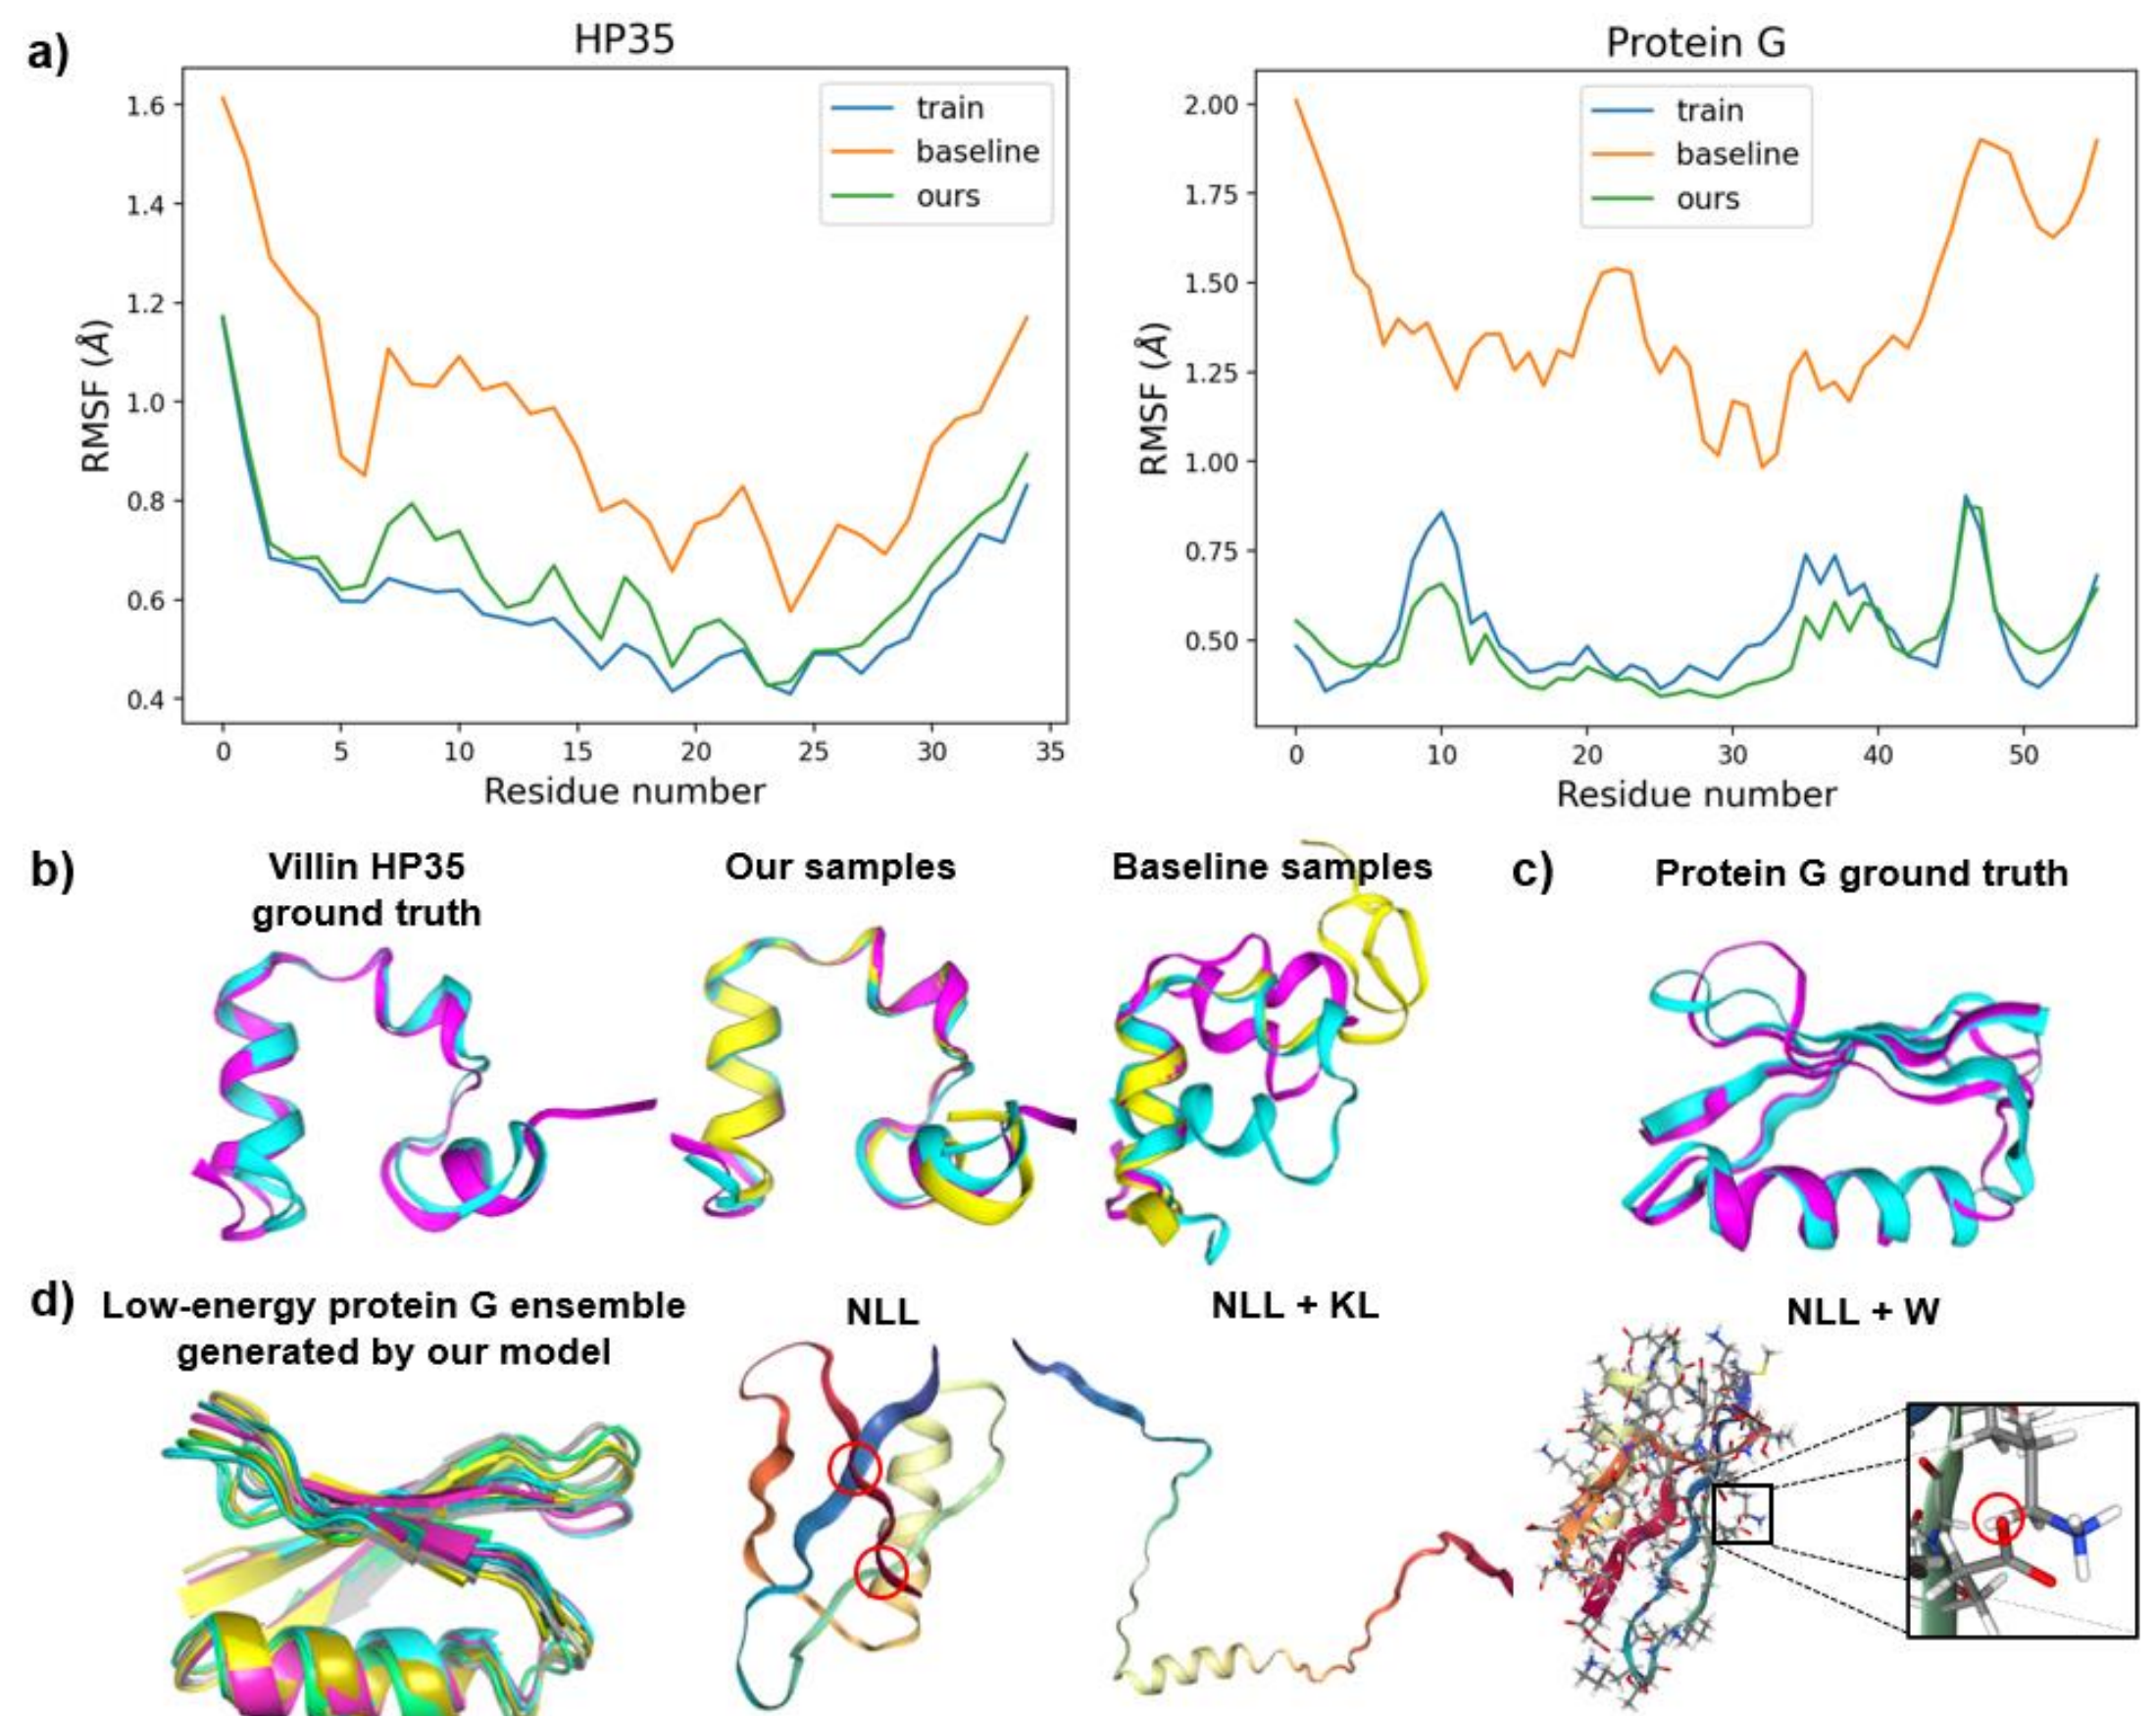 a)
HP35
1.6
1.4
1.2
1.0
0.8
0.6
0.4
RMSF (Å)
train
baseline
ours
0 5 10 15 20 25 30 35
Residue number
Protein G
2.00
1.75
1.50
1.25
1.00
0.75
0.50
RMSF (Å)
train
baseline
ours
0 10 20 30 40 50
Residue number
b)
Villin HP35
ground truth
Our samples
Baseline samples
c)
Protein G ground truth
d)
Low-energy protein G ensemble
generated by our model
NLL
NLL + KL
NLL + W